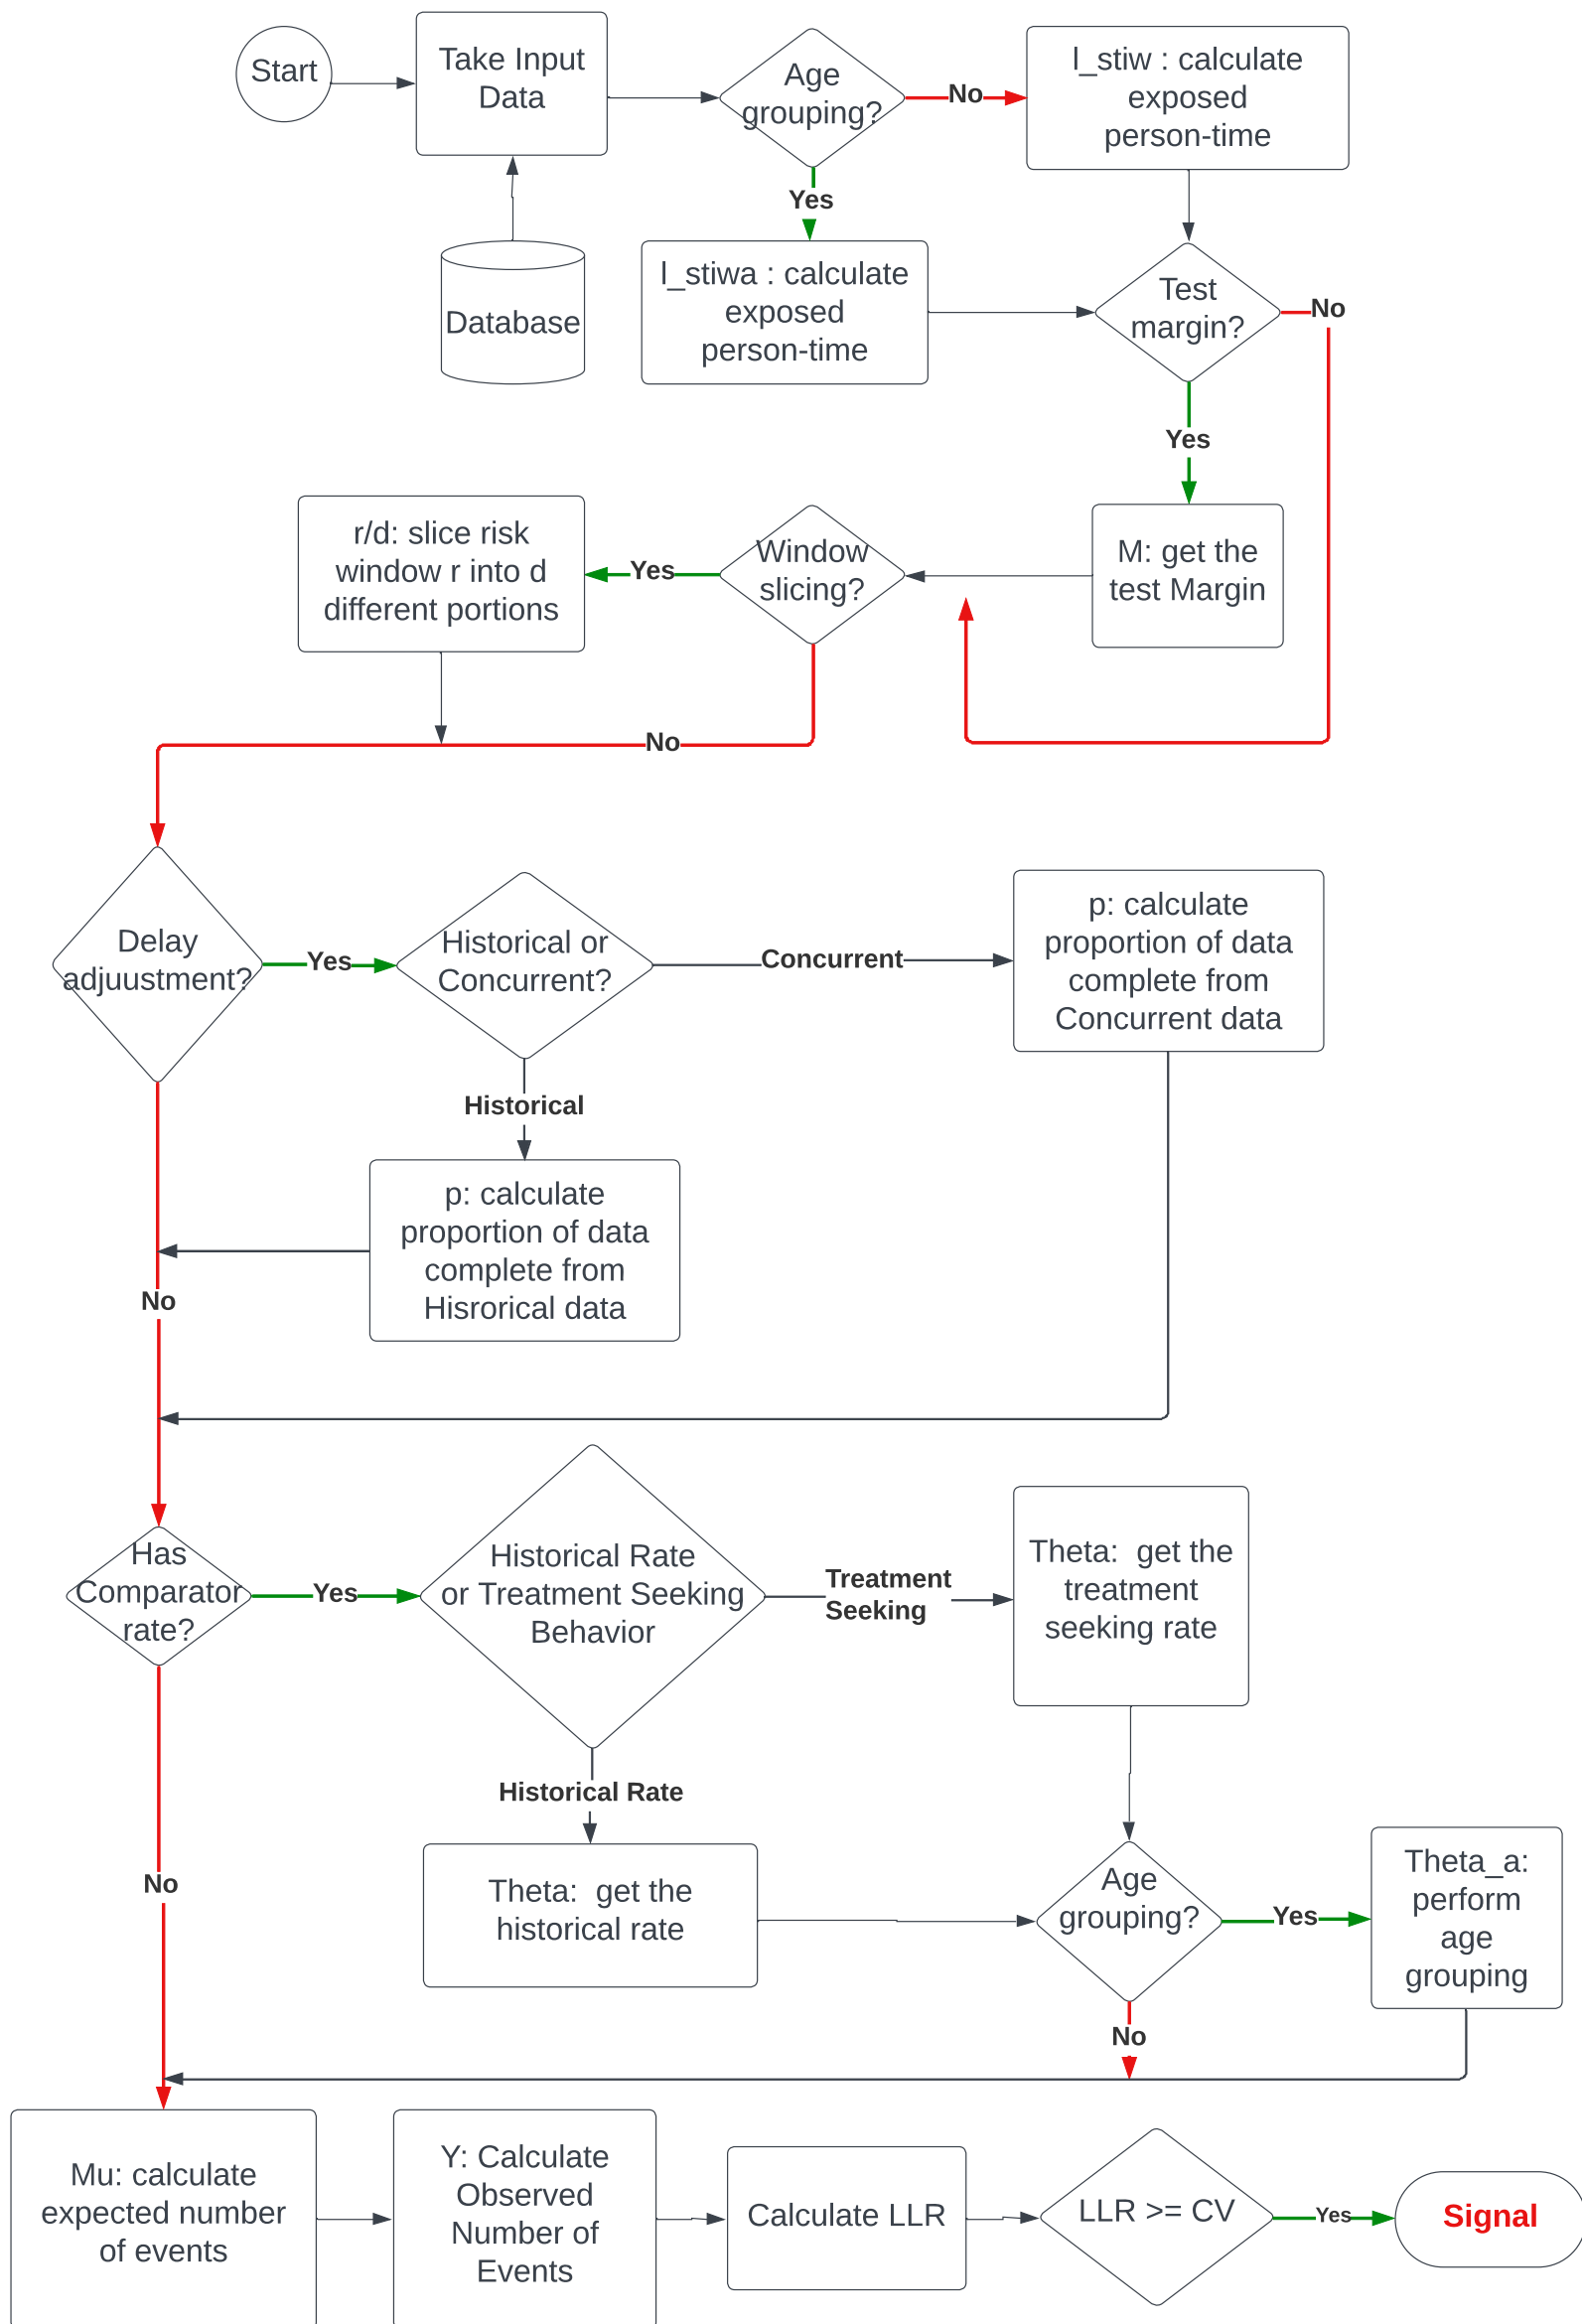 Start
Take Input
Data
Age
grouping?
No
l_stiw : calculate
exposed
person-time
Yes
Database
l_stiwa : calculate
exposed
person-time
Test
margin?
No
Yes
r/d: slice risk
window r into d
different portions
Yes
Window
slicing?
M: get the
test Margin
No
Delay
adjuustment?
Yes
Historical or
Concurrent?
Concurrent
p: calculate
proportion of data
complete from
Concurrent data
Historical
p: calculate
proportion of data
complete from
Hisrorical data
No
Has
Comparator
rate?
Yes
Historical Rate
or Treatment Seeking
Behavior
Treatment
Seeking
Theta:  get the
treatment
seeking rate
Historical Rate
No
Theta:  get the
historical rate
Age
grouping?
Yes
Theta_a:
perform
age
grouping
No
Mu: calculate
expected number
of events
Y: Calculate
Observed
Number of
Events
Calculate LLR
LLR >= CV
Yes
Signal